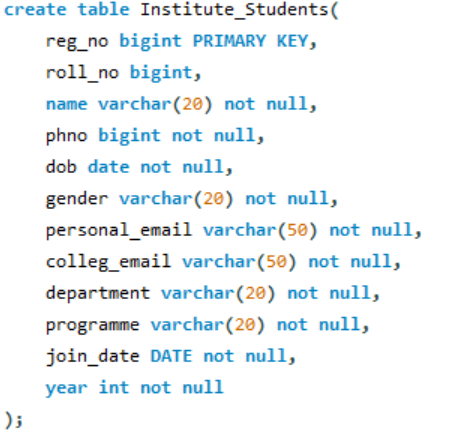 create table Institute_Students(
reg_no bigint PRIMARY KEY,
roll_no bigint,
name varchar(20) not null,
phno bigint not null,
dob date not null,
gender varchar(20) not null,
personal_email varchar(50) not null,
colleg_email varchar(50) not null,
department varchar(20) not null,
programme varchar(20) not null,
join_date DATE not null,
year int not null
);